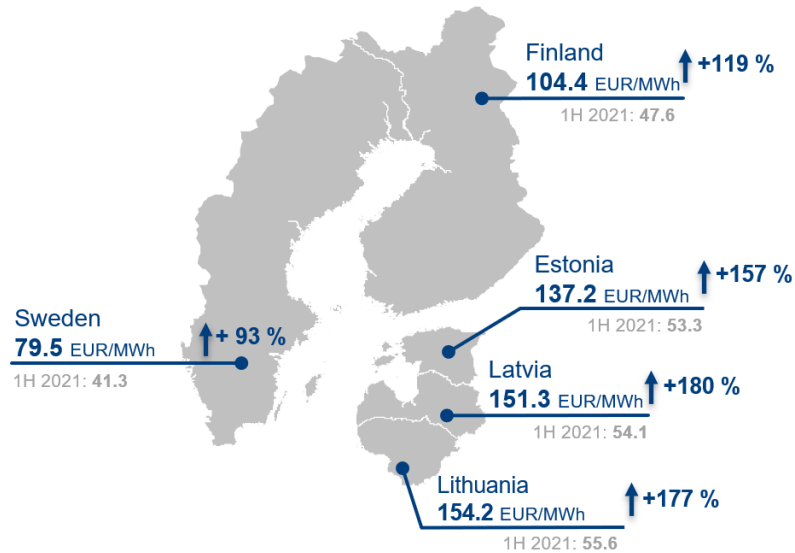 Finland
104.4 EUR/MWh
+119 %
1H 2021: 47.6
Estonia
137.2 EUR/MWh
+157 %
1H 2021: 53.3
Sweden
79.5 EUR/MWh
+ 93 %
1H 2021: 41.3
Latvia
151.3 EUR/MWh
+180 %
1H 2021: 54.1
Lithuania
154.2 EUR/MWh
+177 %
1H 2021: 55.6